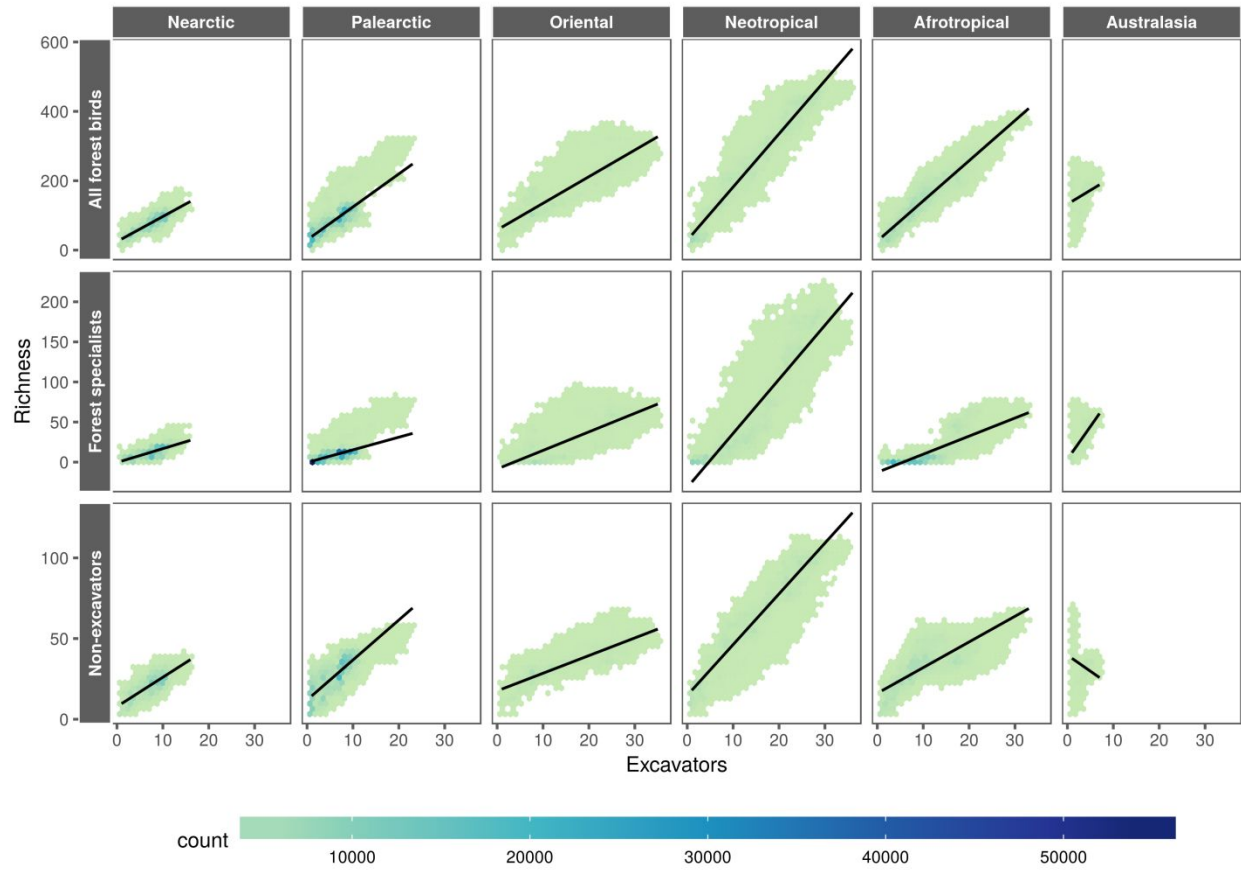 Nearctic Palearctic Oriental Neotropical Afrotropical Australasia
600
400
200
0
All forest birds
200
150
100
50
0
Forest specialists
Richness
100
50
0
Non-excavators
0 10 20 30 0 10 20 30 0 10 20 30 0 10 20 30 0 10 20 30 0 10 20 30
Excavators
count
10000 20000 30000 40000 50000